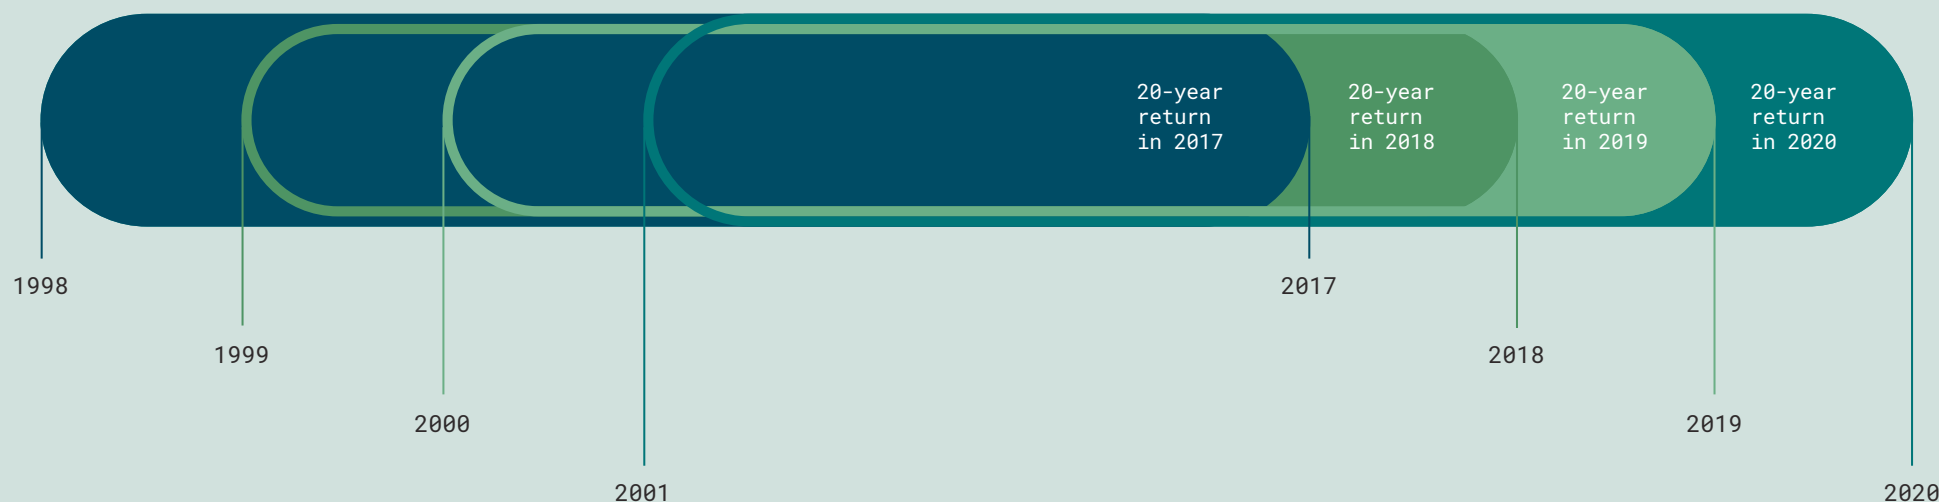 20-year
return
in 2017
20-year
return
in 2018
20-year
return
in 2019
20-year
return
in 2020
1998
2017
1999
2018
2000
2019
2001
2020